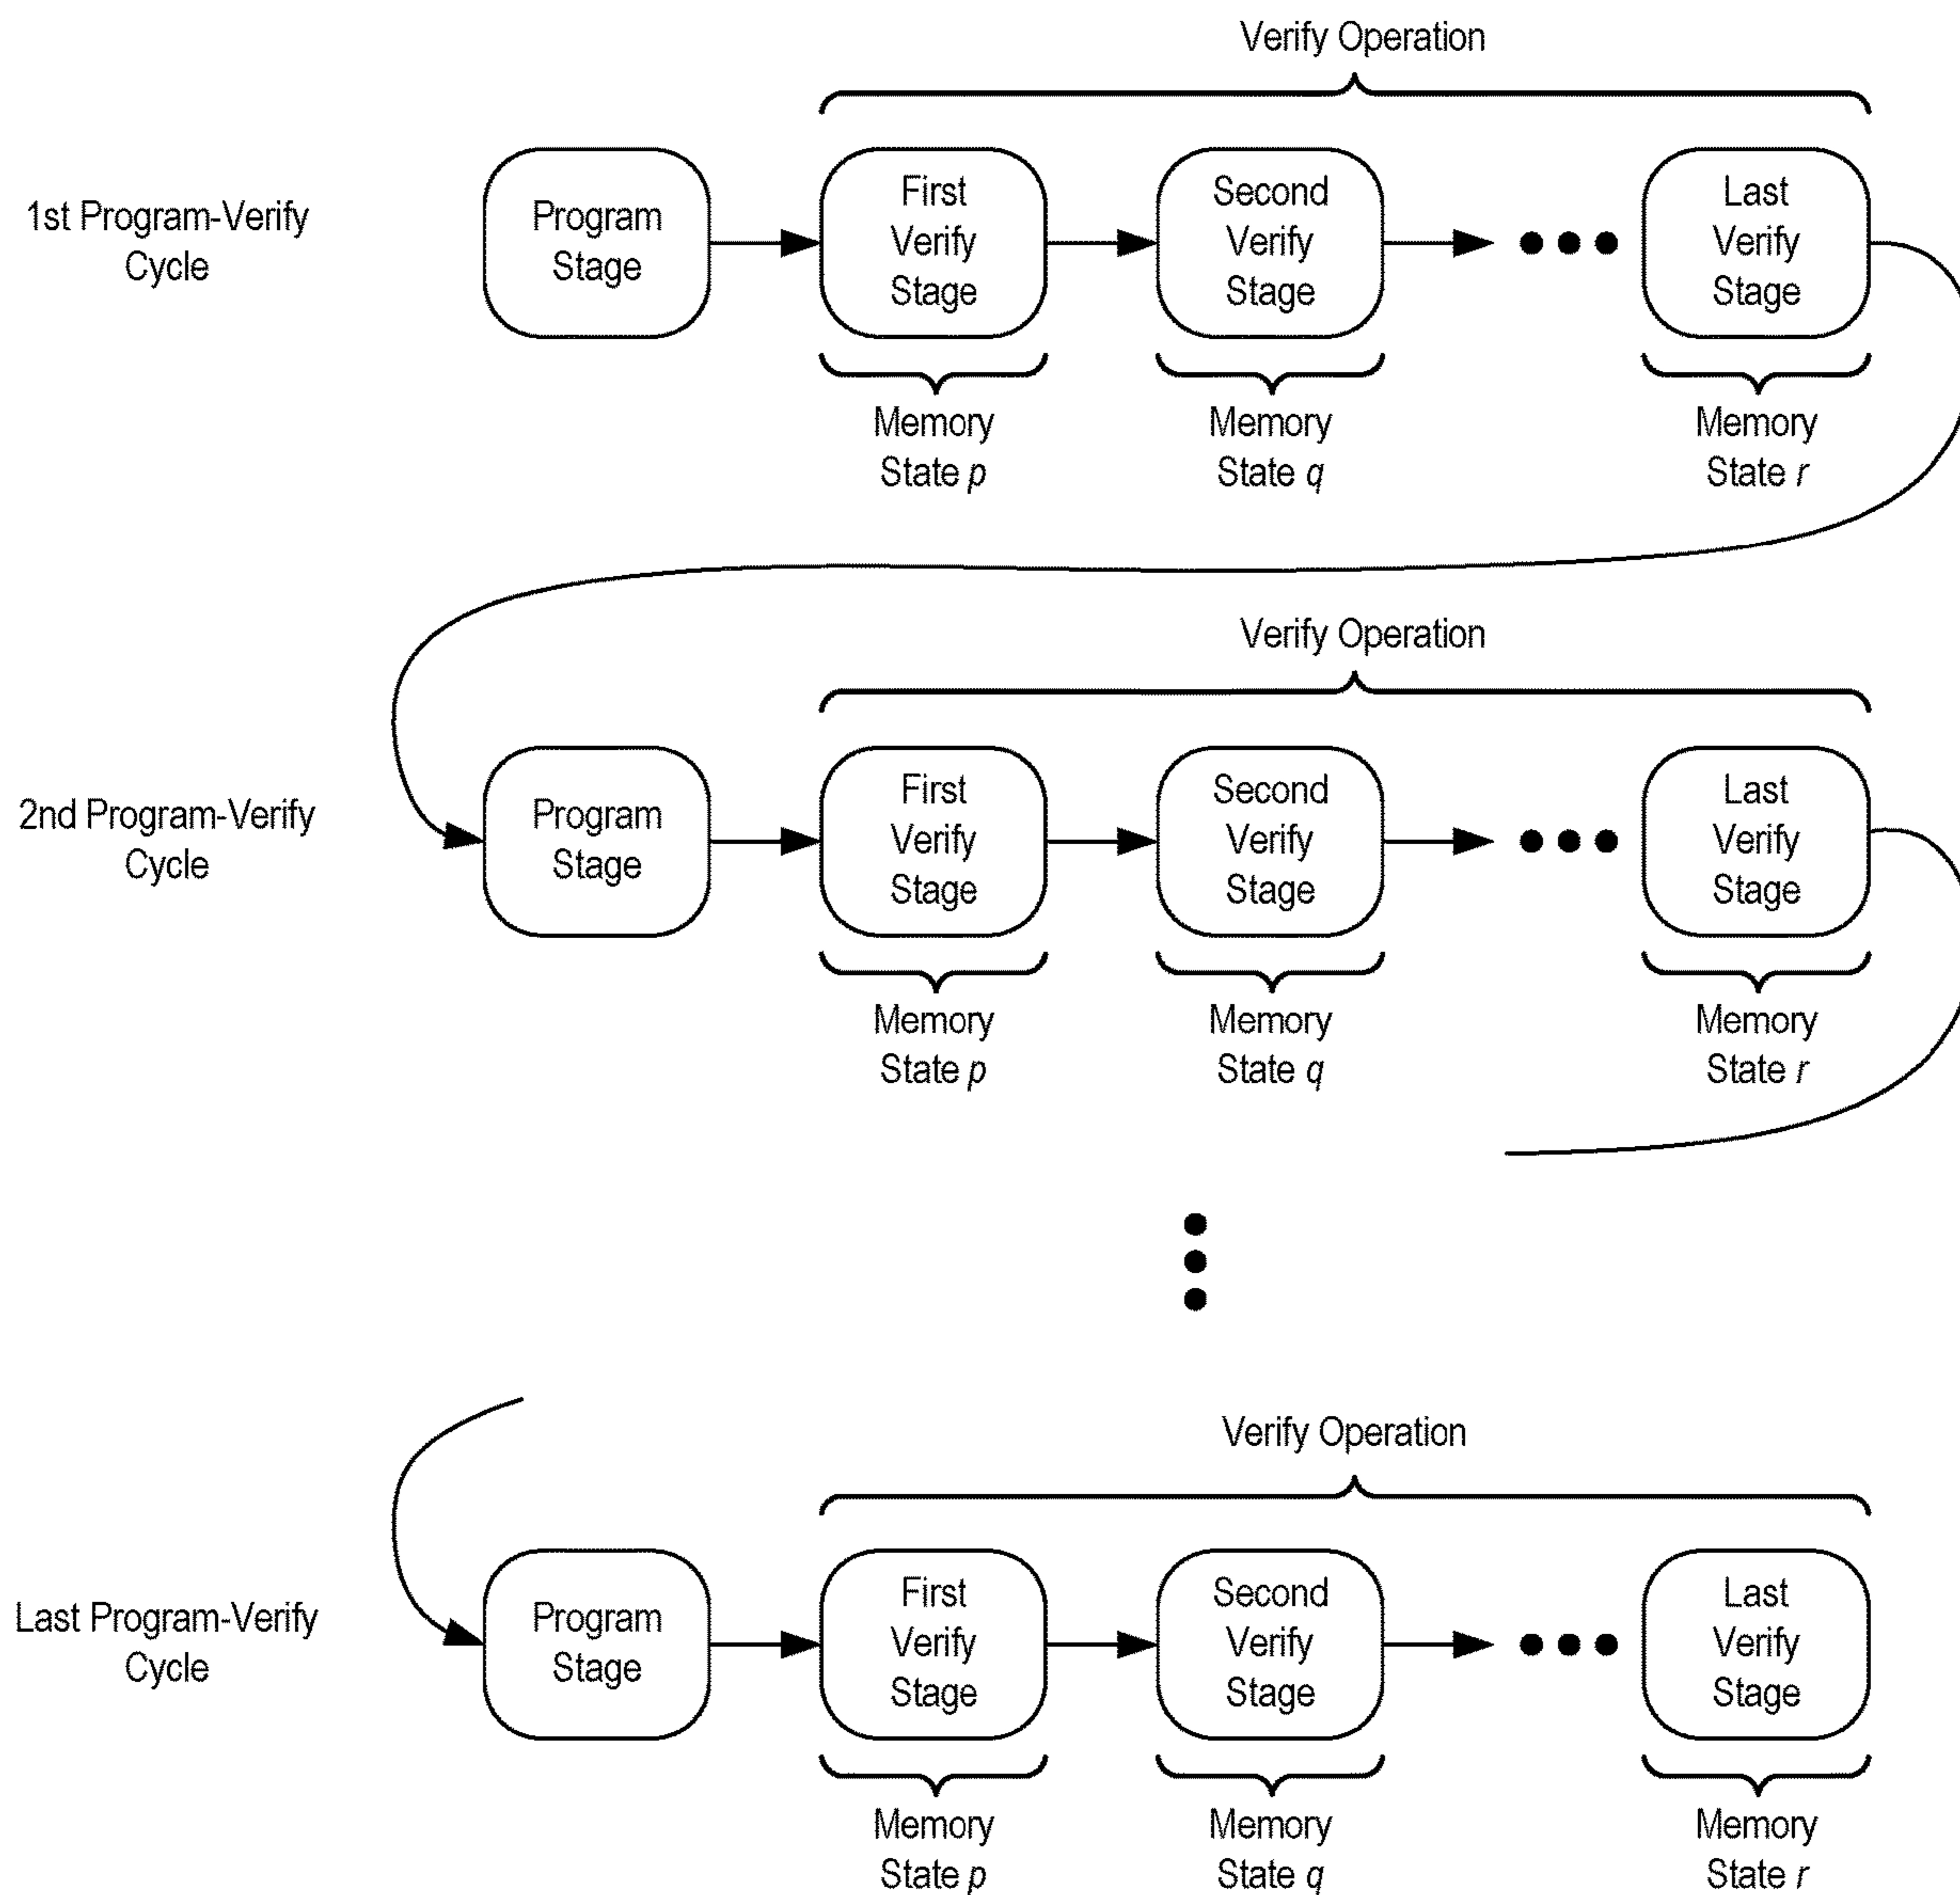 Verify Operation
1st Program-Verify
Cycle
Program
Stage
First
Verify
Stage
Second
Verify
Stage
Last
Verify
Stage
Memory
State p
Memory
State q
Memory
State r
Verify Operation
2nd Program-Verify
Cycle
Program
Stage
First
Verify
Stage
Second
Verify
Stage
Last
Verify
Stage
Memory
State p
Memory
State q
Memory
State r
Verify Operation
Last Program-Verify
Cycle
Program
Stage
First
Verify
Stage
Second
Verify
Stage
Last
Verify
Stage
Memory
State p
Memory
State q
Memory
State r